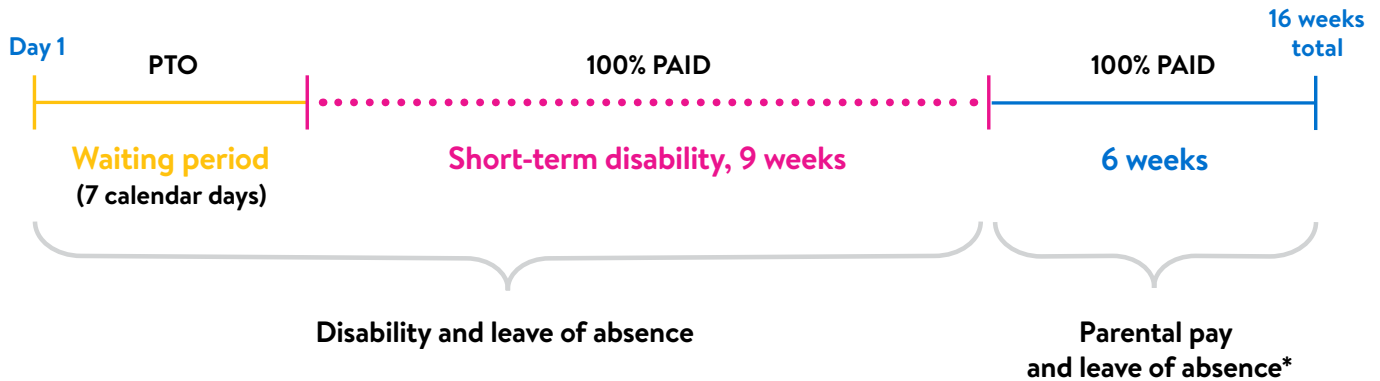 Day 1
PTO
100% PAID
100% PAID
16 weeks
total
Waiting period
(7 calendar days)
Short-term disability, 9 weeks
6 weeks
Disability and leave of absence
Parental pay
and leave of absence*